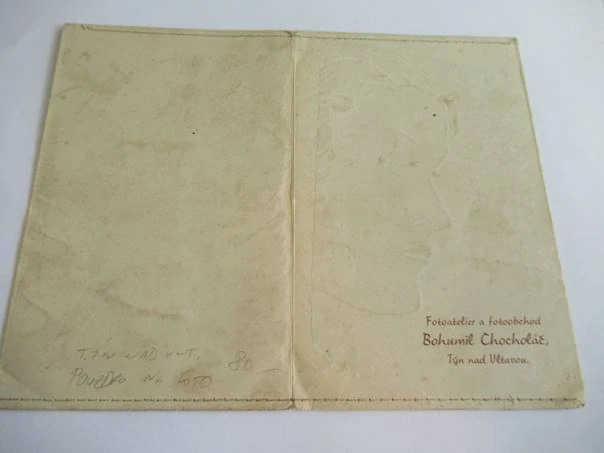 TÝN NAD VLT. 80,-
POUZDRO NA FOTO
Fotoatelier a fotoobchod
Bohumil Chocholáč,
Týn nad Vltavou.